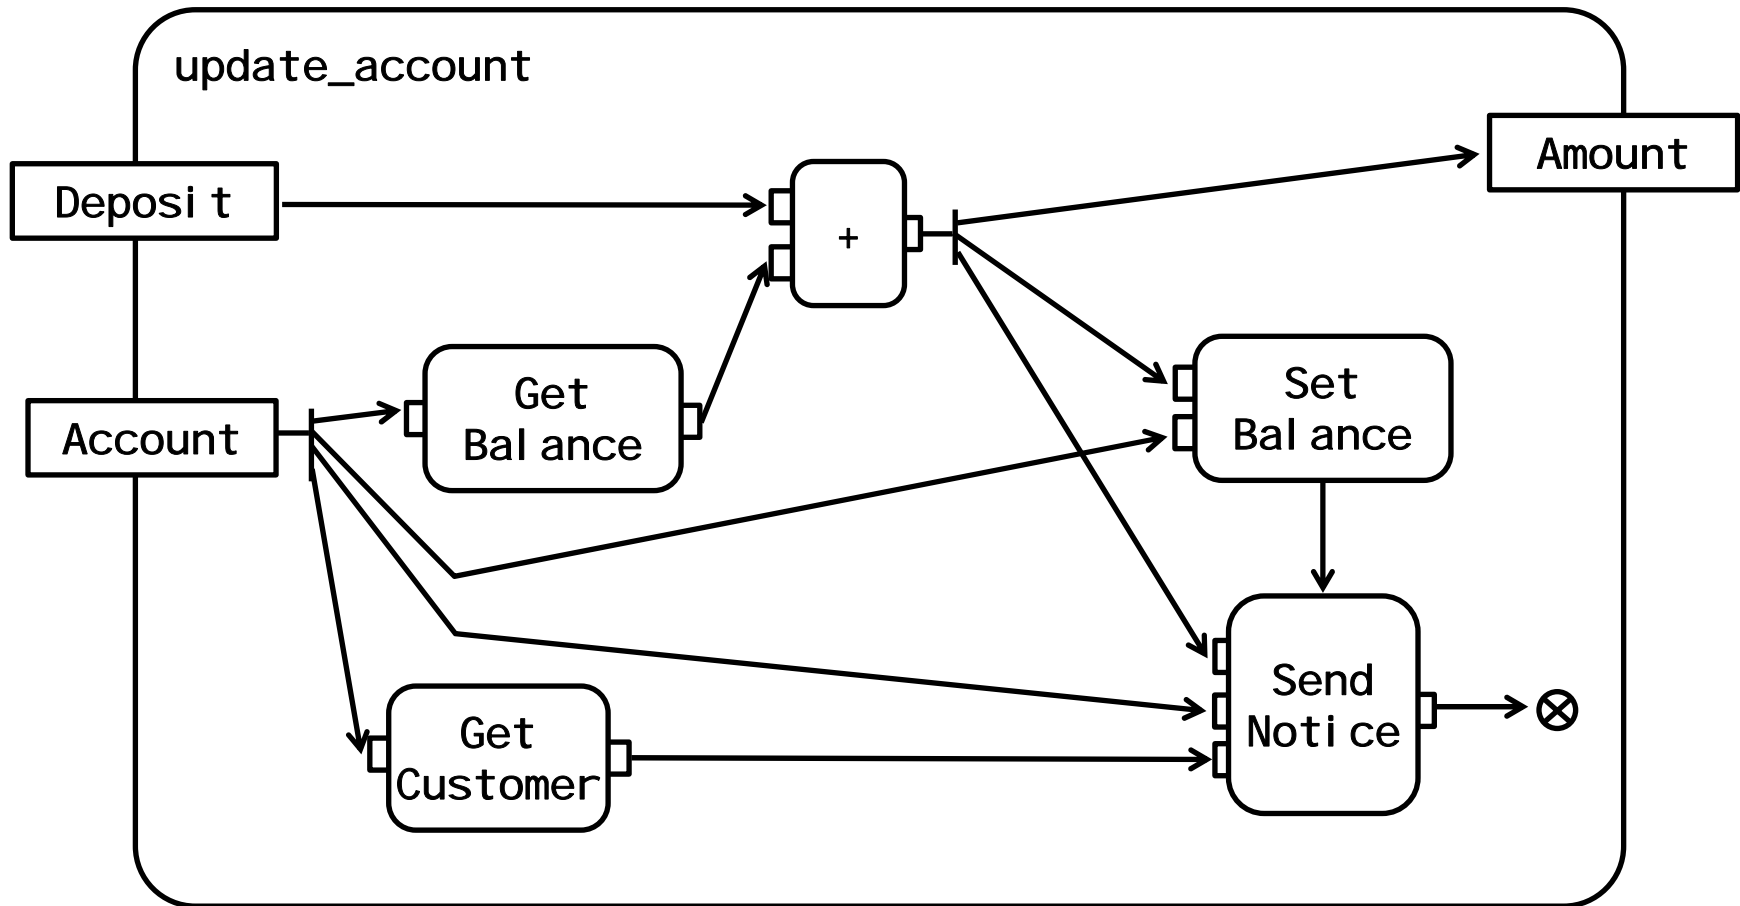 update_account
Amount
Deposit
+
Get
Balance
Set
Balance
Account
Send
Notice
Get
Customer